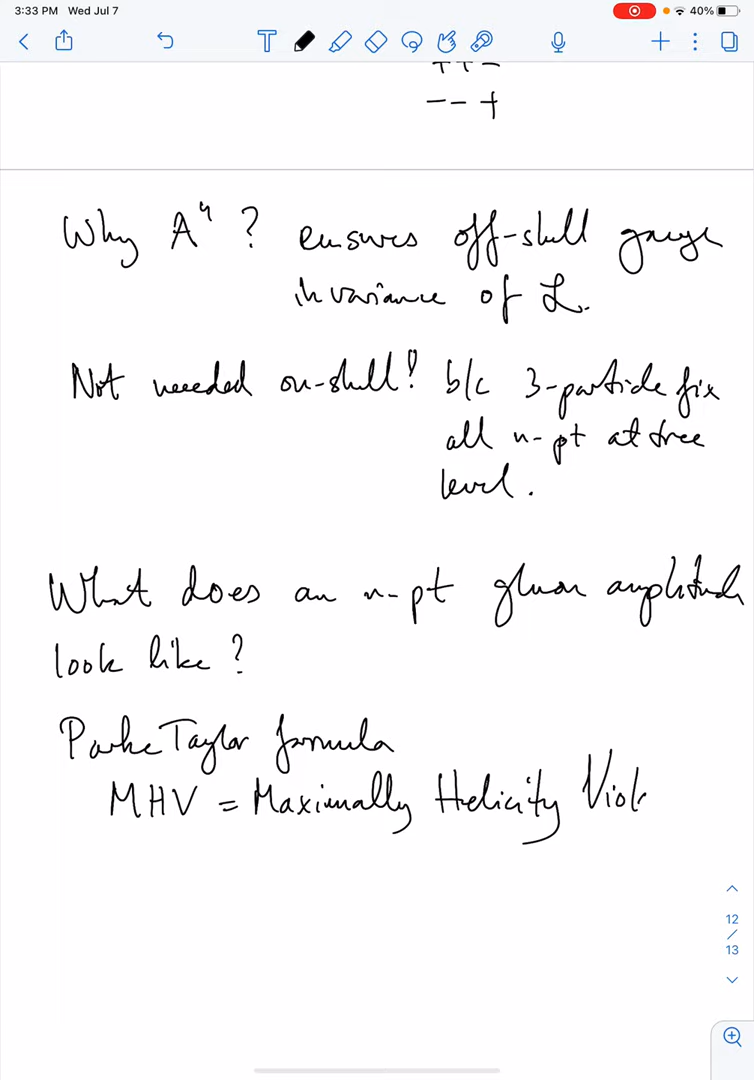 3:33 PM Wed Jul 7
40%
T
++-
--+
Why A⁴ ? ensures off-shell gauge
invariance of L.
Not needed on-shell! b/c 3-particle fix
all n-pt at tree
level.
What does an n-pt gluon amplitude
look like?
Parke Taylor formula
MHV = Maximally Helicity Viol
12
/
13